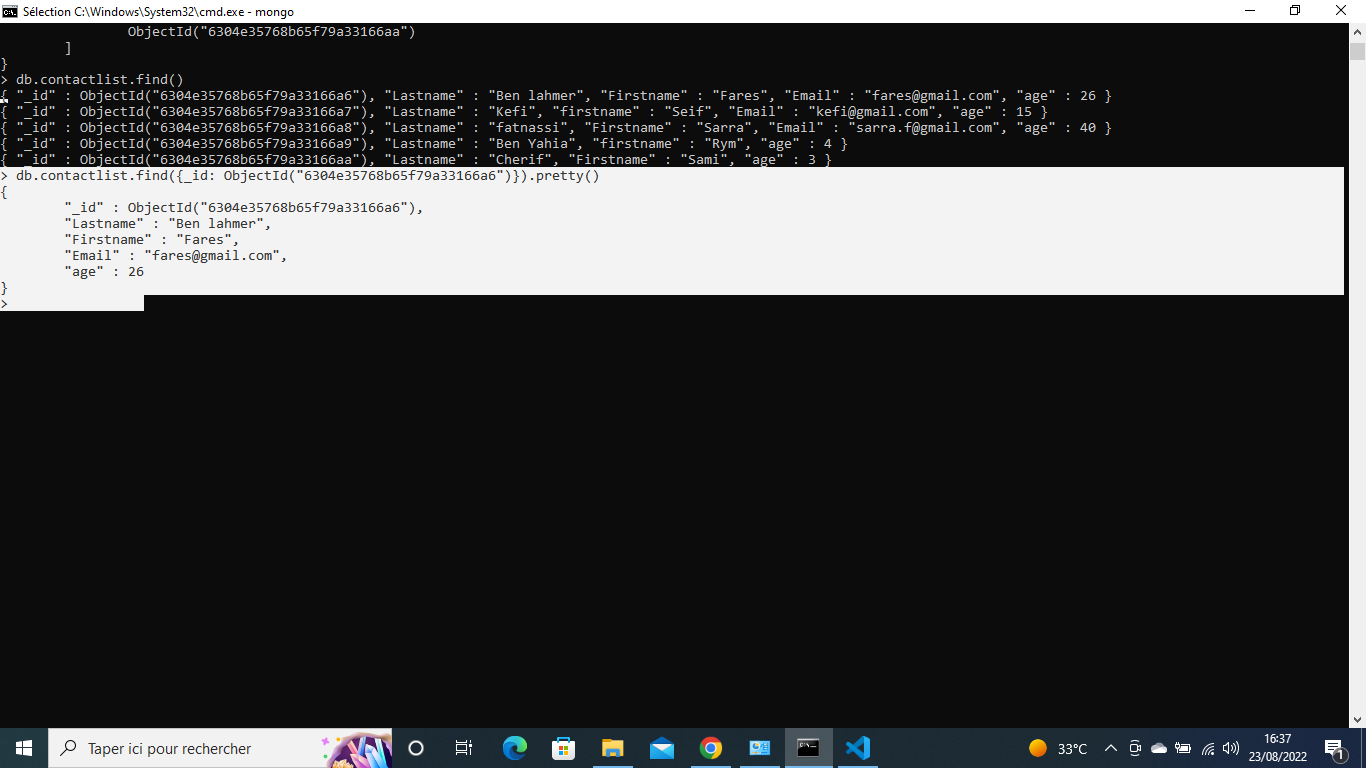 Sélection C:\Windows\System32\cmd.exe - mongo
ObjectId("6304e35768b65f79a33166aa")
]
}
> db.contactlist.find()
{ "_id" : ObjectId("6304e35768b65f79a33166a6"), "Lastname" : "Ben lahmer", "Firstname" : "Fares", "Email" : "fares@gmail.com", "age" : 26 }
{ "_id" : ObjectId("6304e35768b65f79a33166a7"), "Lastname" : "Kefi", "firstname" : "Seif", "Email" : "kefi@gmail.com", "age" : 15 }
{ "_id" : ObjectId("6304e35768b65f79a33166a8"), "Lastname" : "fatnassi", "Firstname" : "Sarra", "Email" : "sarra.f@gmail.com", "age" : 40 }
{ "_id" : ObjectId("6304e35768b65f79a33166a9"), "Lastname" : "Ben Yahia", "firstname" : "Rym", "age" : 4 }
{ "_id" : ObjectId("6304e35768b65f79a33166aa"), "Lastname" : "Cherif", "Firstname" : "Sami", "age" : 3 }
> db.contactlist.find({_id: ObjectId("6304e35768b65f79a33166a6")}).pretty()
{
"_id" : ObjectId("6304e35768b65f79a33166a6"),
"Lastname" : "Ben lahmer",
"Firstname" : "Fares",
"Email" : "fares@gmail.com",
"age" : 26
}
>
Taper ici pour rechercher
33°C
16:37
23/08/2022
1